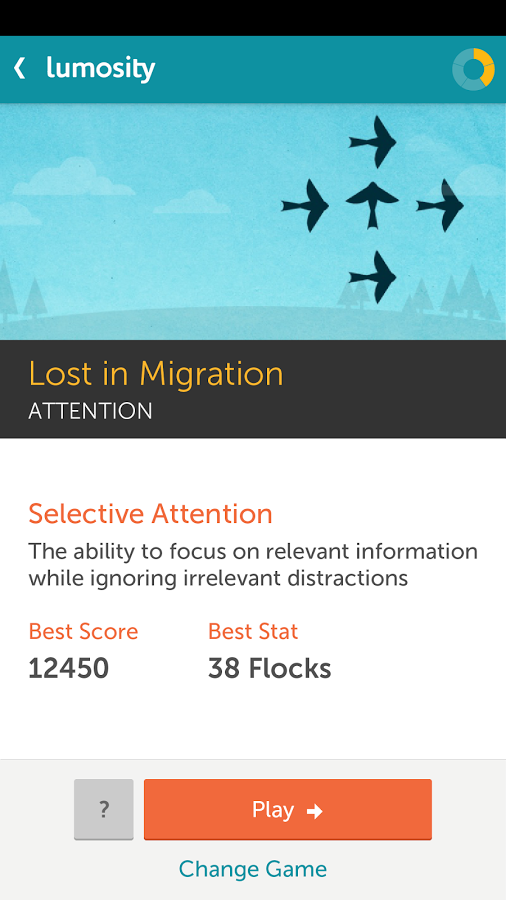 lumosity
Lost in Migration
ATTENTION
Selective Attention
The ability to focus on relevant information
while ignoring irrelevant distractions
Best Score
Best Stat
12450
38 Flocks
?
Play
Change Game